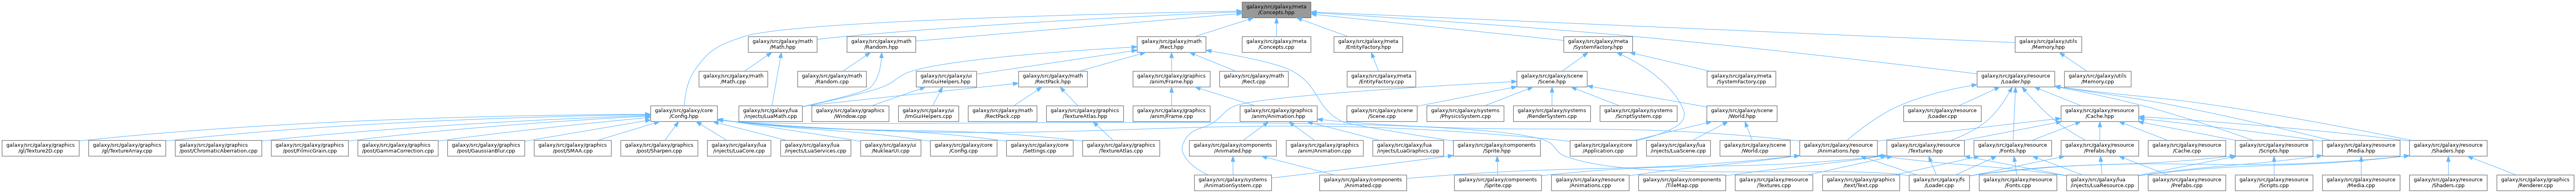 galaxy/src/galaxy/meta
/Concepts.hpp
galaxy/src/galaxy/math
/Math.hpp
galaxy/src/galaxy/math
/Random.hpp
galaxy/src/galaxy/math
/Rect.hpp
galaxy/src/galaxy/meta
/Concepts.cpp
galaxy/src/galaxy/meta
/EntityFactory.hpp
galaxy/src/galaxy/meta
/SystemFactory.hpp
galaxy/src/galaxy/utils
/Memory.hpp
galaxy/src/galaxy/math
/Math.cpp
galaxy/src/galaxy/math
/Random.cpp
galaxy/src/galaxy/ui
/ImGuiHelpers.hpp
galaxy/src/galaxy/math
/RectPack.hpp
galaxy/src/galaxy/graphics
/anim/Frame.hpp
galaxy/src/galaxy/math
/Rect.cpp
galaxy/src/galaxy/meta
/EntityFactory.cpp
galaxy/src/galaxy/scene
/Scene.hpp
galaxy/src/galaxy/meta
/SystemFactory.cpp
galaxy/src/galaxy/resource
/Loader.hpp
galaxy/src/galaxy/utils
/Memory.cpp
galaxy/src/galaxy/core
/Config.hpp
galaxy/src/galaxy/lua
/injects/LuaMath.cpp
galaxy/src/galaxy/graphics
/Window.cpp
galaxy/src/galaxy/ui
/ImGuiHelpers.cpp
galaxy/src/galaxy/math
/RectPack.cpp
galaxy/src/galaxy/graphics
/TextureAtlas.hpp
galaxy/src/galaxy/graphics
/anim/Frame.cpp
galaxy/src/galaxy/graphics
/anim/Animation.hpp
galaxy/src/galaxy/scene
/Scene.cpp
galaxy/src/galaxy/systems
/PhysicsSystem.cpp
galaxy/src/galaxy/systems
/RenderSystem.cpp
galaxy/src/galaxy/systems
/ScriptSystem.cpp
galaxy/src/galaxy/scene
/World.hpp
galaxy/src/galaxy/resource
/Loader.cpp
galaxy/src/galaxy/resource
/Cache.hpp
galaxy/src/galaxy/graphics
/gl/Texture2D.cpp
galaxy/src/galaxy/graphics
/gl/TextureArray.cpp
galaxy/src/galaxy/graphics
/post/ChromaticAberration.cpp
galaxy/src/galaxy/graphics
/post/FilmicGrain.cpp
galaxy/src/galaxy/graphics
/post/GammaCorrection.cpp
galaxy/src/galaxy/graphics
/post/GaussianBlur.cpp
galaxy/src/galaxy/graphics
/post/SMAA.cpp
galaxy/src/galaxy/graphics
/post/Sharpen.cpp
galaxy/src/galaxy/lua
/injects/LuaCore.cpp
galaxy/src/galaxy/lua
/injects/LuaServices.cpp
galaxy/src/galaxy/ui
/NuklearUI.cpp
galaxy/src/galaxy/core
/Config.cpp
galaxy/src/galaxy/core
/Settings.cpp
galaxy/src/galaxy/graphics
/TextureAtlas.cpp
galaxy/src/galaxy/components
/Animated.hpp
galaxy/src/galaxy/graphics
/anim/Animation.cpp
galaxy/src/galaxy/lua
/injects/LuaGraphics.cpp
galaxy/src/galaxy/components
/Sprite.hpp
galaxy/src/galaxy/core
/Application.cpp
galaxy/src/galaxy/lua
/injects/LuaScene.cpp
galaxy/src/galaxy/scene
/World.cpp
galaxy/src/galaxy/resource
/Animations.hpp
galaxy/src/galaxy/resource
/Textures.hpp
galaxy/src/galaxy/resource
/Fonts.hpp
galaxy/src/galaxy/resource
/Prefabs.hpp
galaxy/src/galaxy/resource
/Cache.cpp
galaxy/src/galaxy/resource
/Scripts.hpp
galaxy/src/galaxy/resource
/Media.hpp
galaxy/src/galaxy/resource
/Shaders.hpp
galaxy/src/galaxy/systems
/AnimationSystem.cpp
galaxy/src/galaxy/components
/Animated.cpp
galaxy/src/galaxy/components
/Sprite.cpp
galaxy/src/galaxy/resource
/Animations.cpp
galaxy/src/galaxy/components
/TileMap.cpp
galaxy/src/galaxy/resource
/Textures.cpp
galaxy/src/galaxy/graphics
/text/Text.cpp
galaxy/src/galaxy/fs
/Loader.cpp
galaxy/src/galaxy/resource
/Fonts.cpp
galaxy/src/galaxy/lua
/injects/LuaResource.cpp
galaxy/src/galaxy/resource
/Prefabs.cpp
galaxy/src/galaxy/resource
/Scripts.cpp
galaxy/src/galaxy/resource
/Media.cpp
galaxy/src/galaxy/resource
/Shaders.cpp
galaxy/src/galaxy/graphics
/Renderer.cpp